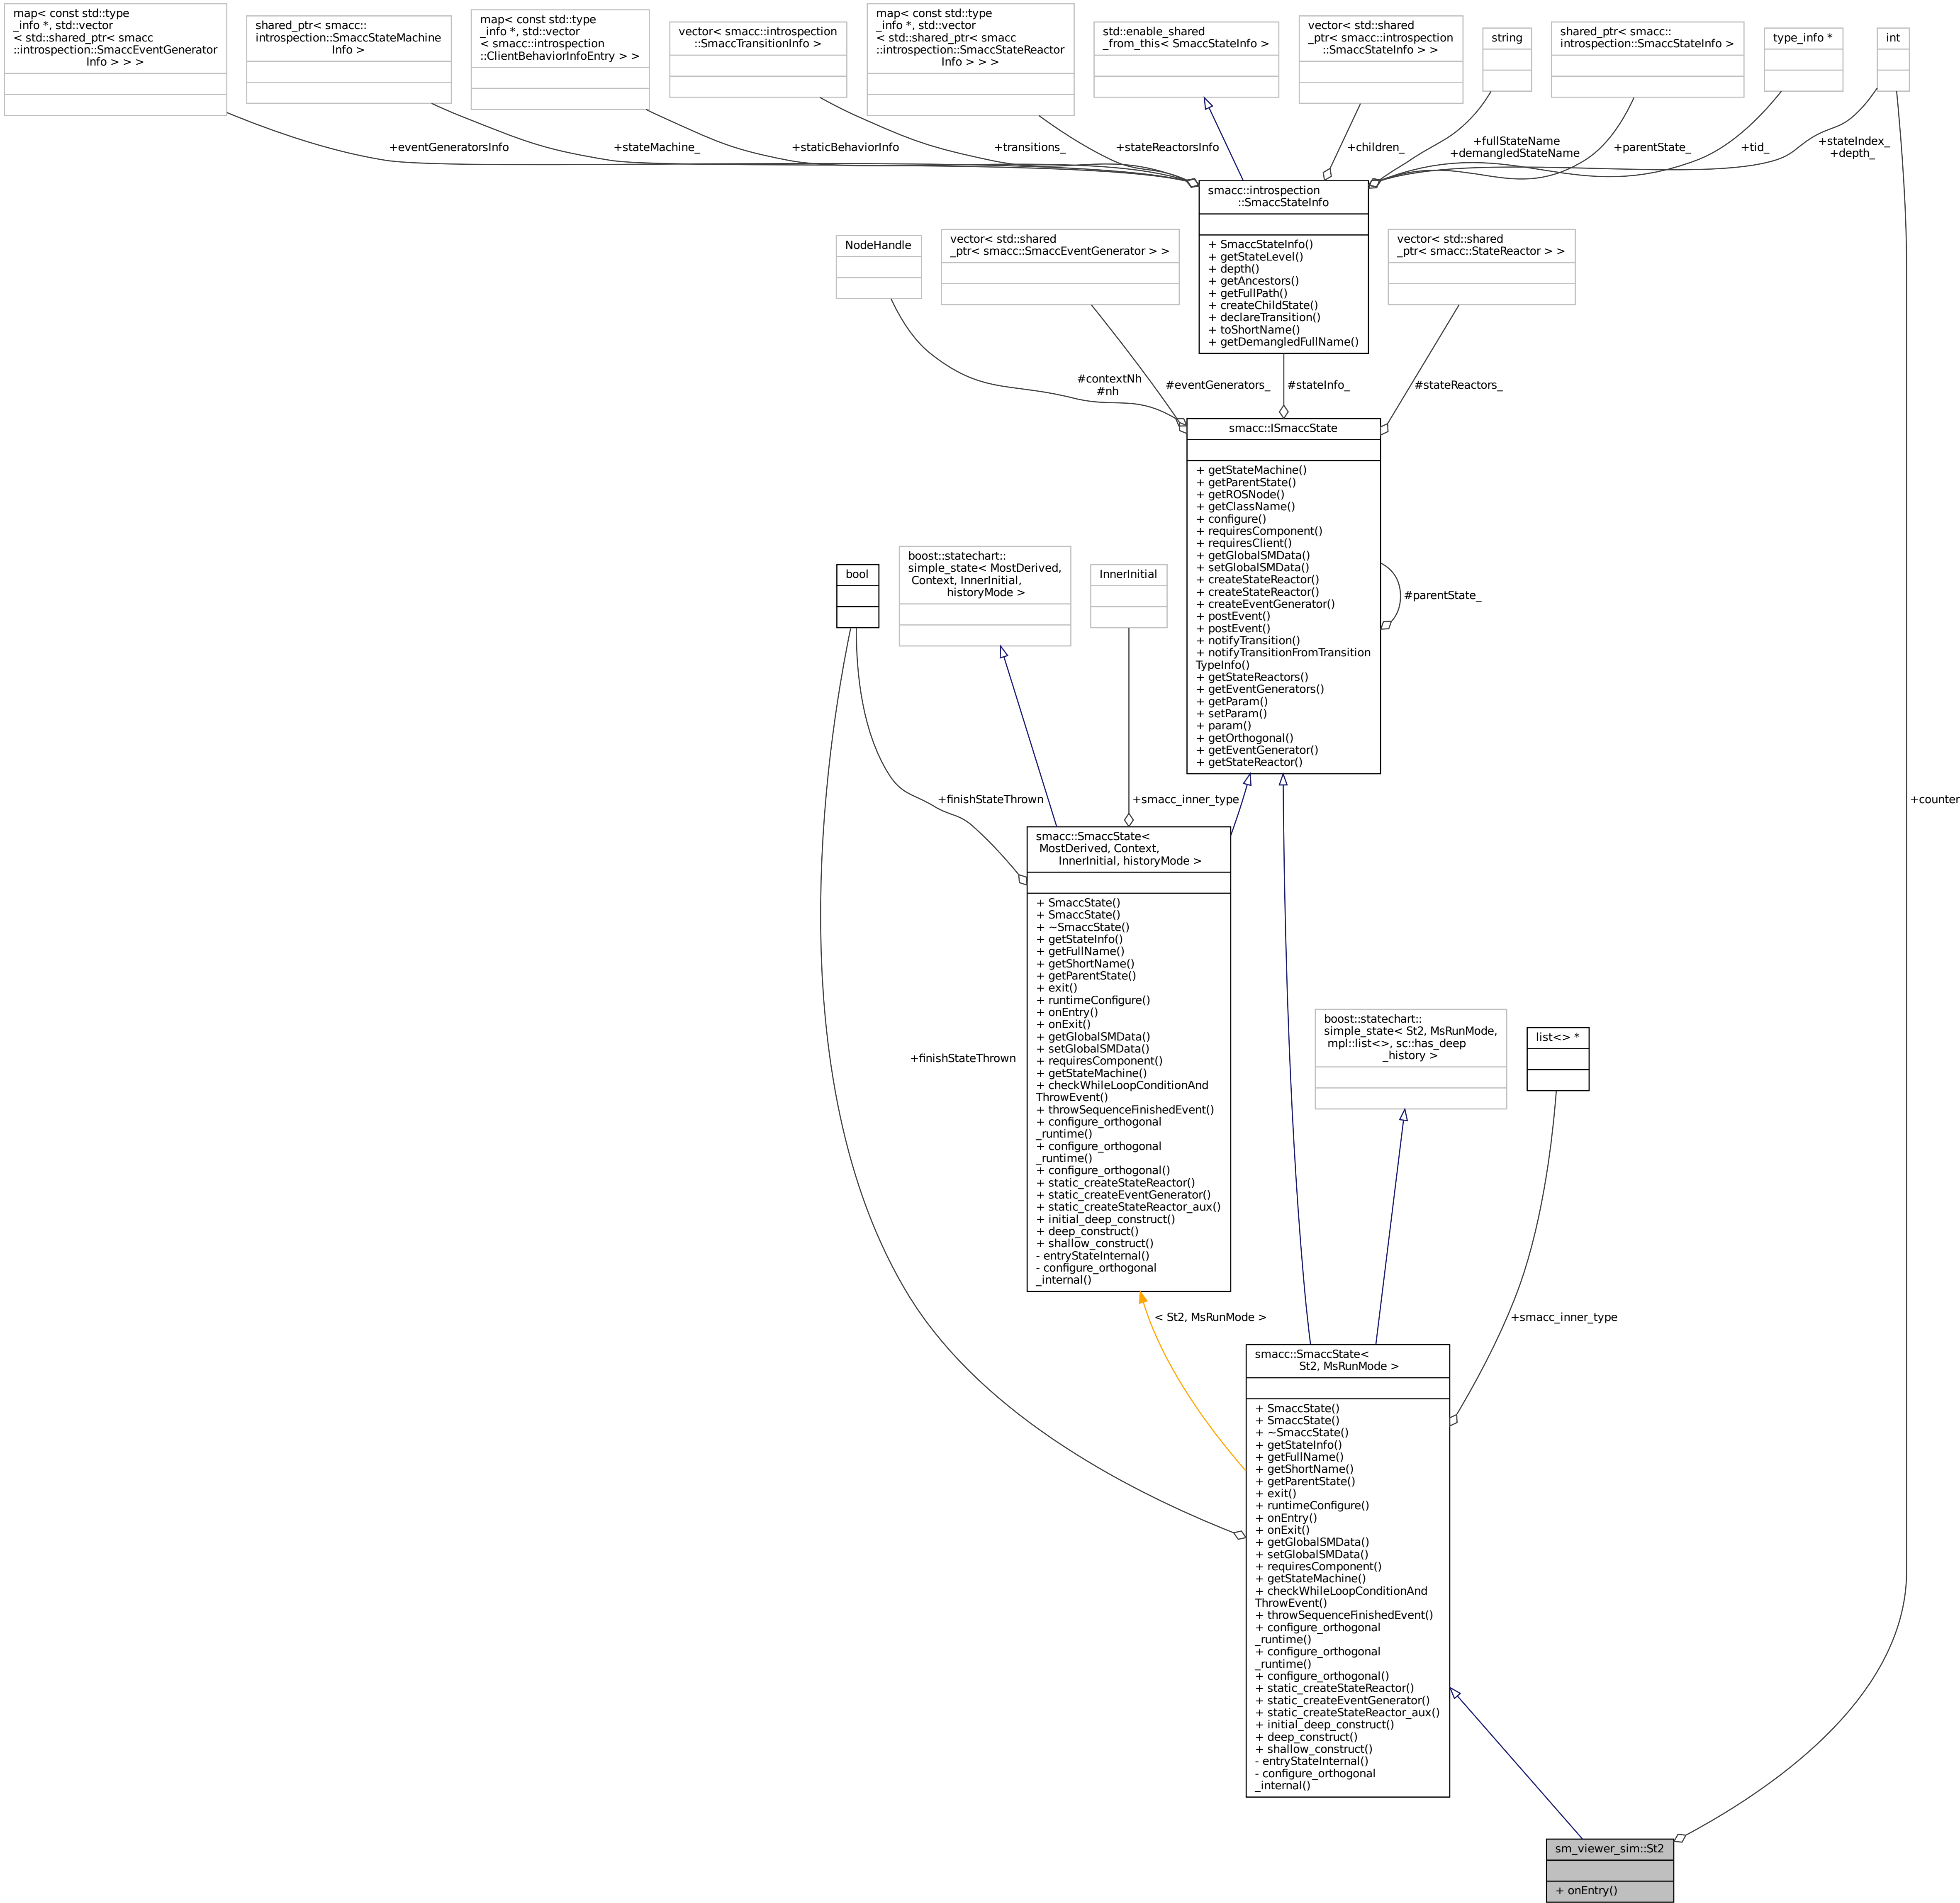 map< const std::type
_info *, std::vector
< std::shared_ptr< smacc
::introspection::SmaccEventGenerator
Info > > >
shared_ptr< smacc::
introspection::SmaccStateMachine
Info >
map< const std::type
_info *, std::vector
< smacc::introspection
::ClientBehaviorInfoEntry > >
vector< smacc::introspection
::SmaccTransitionInfo >
map< const std::type
_info *, std::vector
< std::shared_ptr< smacc
::introspection::SmaccStateReactor
Info > > >
std::enable_shared
_from_this< SmaccStateInfo >
vector< std::shared
_ptr< smacc::introspection
::SmaccStateInfo > >
string
shared_ptr< smacc::
introspection::SmaccStateInfo >
type_info *
int
+eventGeneratorsInfo
+stateMachine_
+staticBehaviorInfo
+transitions_
+stateReactorsInfo
+children_
+fullStateName
+demangledStateName
+parentState_
+tid_
+stateIndex_
+depth_
smacc::introspection
::SmaccStateInfo
+ SmaccStateInfo()
+ getStateLevel()
+ depth()
+ getAncestors()
+ getFullPath()
+ createChildState()
+ declareTransition()
+ toShortName()
+ getDemangledFullName()
NodeHandle
vector< std::shared
_ptr< smacc::SmaccEventGenerator > >
vector< std::shared
_ptr< smacc::StateReactor > >
#contextNh
#nh
#eventGenerators_
#stateInfo_
#stateReactors_
smacc::ISmaccState
+ getStateMachine()
+ getParentState()
+ getROSNode()
+ getClassName()
+ configure()
+ requiresComponent()
+ requiresClient()
+ getGlobalSMData()
+ setGlobalSMData()
+ createStateReactor()
+ createStateReactor()
+ createEventGenerator()
+ postEvent()
+ postEvent()
+ notifyTransition()
+ notifyTransitionFromTransition
TypeInfo()
+ getStateReactors()
+ getEventGenerators()
+ getParam()
+ setParam()
+ param()
+ getOrthogonal()
+ getEventGenerator()
+ getStateReactor()
#parentState_
bool
boost::statechart::
simple_state< MostDerived,
Context, InnerInitial,
historyMode >
InnerInitial
+finishStateThrown
+smacc_inner_type
+counter
smacc::SmaccState<
MostDerived, Context,
InnerInitial, historyMode >
+ SmaccState()
+ SmaccState()
+ ~SmaccState()
+ getStateInfo()
+ getFullName()
+ getShortName()
+ getParentState()
+ exit()
+ runtimeConfigure()
+ onEntry()
+ onExit()
+ getGlobalSMData()
+ setGlobalSMData()
+ requiresComponent()
+ getStateMachine()
+ checkWhileLoopConditionAnd
ThrowEvent()
+ throwSequenceFinishedEvent()
+ configure_orthogonal
_runtime()
+ configure_orthogonal
_runtime()
+ configure_orthogonal()
+ static_createStateReactor()
+ static_createEventGenerator()
+ static_createStateReactor_aux()
+ initial_deep_construct()
+ deep_construct()
+ shallow_construct()
- entryStateInternal()
- configure_orthogonal
_internal()
+finishStateThrown
boost::statechart::
simple_state< St2, MsRunMode,
mpl::list<>, sc::has_deep
_history >
list<> *
< St2, MsRunMode >
+smacc_inner_type
smacc::SmaccState<
St2, MsRunMode >
+ SmaccState()
+ SmaccState()
+ ~SmaccState()
+ getStateInfo()
+ getFullName()
+ getShortName()
+ getParentState()
+ exit()
+ runtimeConfigure()
+ onEntry()
+ onExit()
+ getGlobalSMData()
+ setGlobalSMData()
+ requiresComponent()
+ getStateMachine()
+ checkWhileLoopConditionAnd
ThrowEvent()
+ throwSequenceFinishedEvent()
+ configure_orthogonal
_runtime()
+ configure_orthogonal
_runtime()
+ configure_orthogonal()
+ static_createStateReactor()
+ static_createEventGenerator()
+ static_createStateReactor_aux()
+ initial_deep_construct()
+ deep_construct()
+ shallow_construct()
- entryStateInternal()
- configure_orthogonal
_internal()
sm_viewer_sim::St2
+ onEntry()